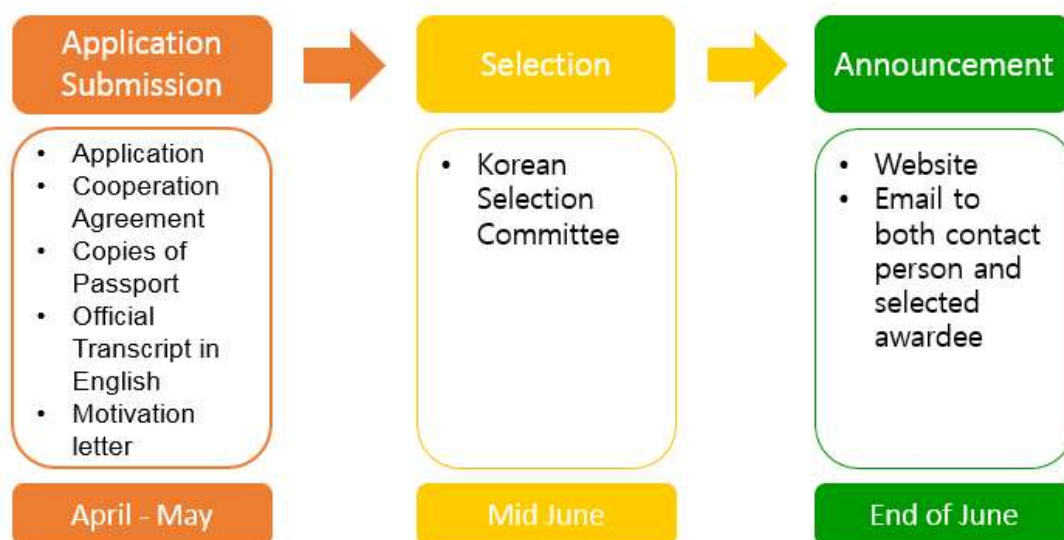 Application
Submission
Selection
Announcement
• Application
• Cooperation
Agreement
• Copies of
Passport
• Official
Transcript in
English
• Motivation
letter
• Korean
Selection
Committee
• Website
• Email to
both contact
person and
selected
awardee
April - May
Mid June
End of June